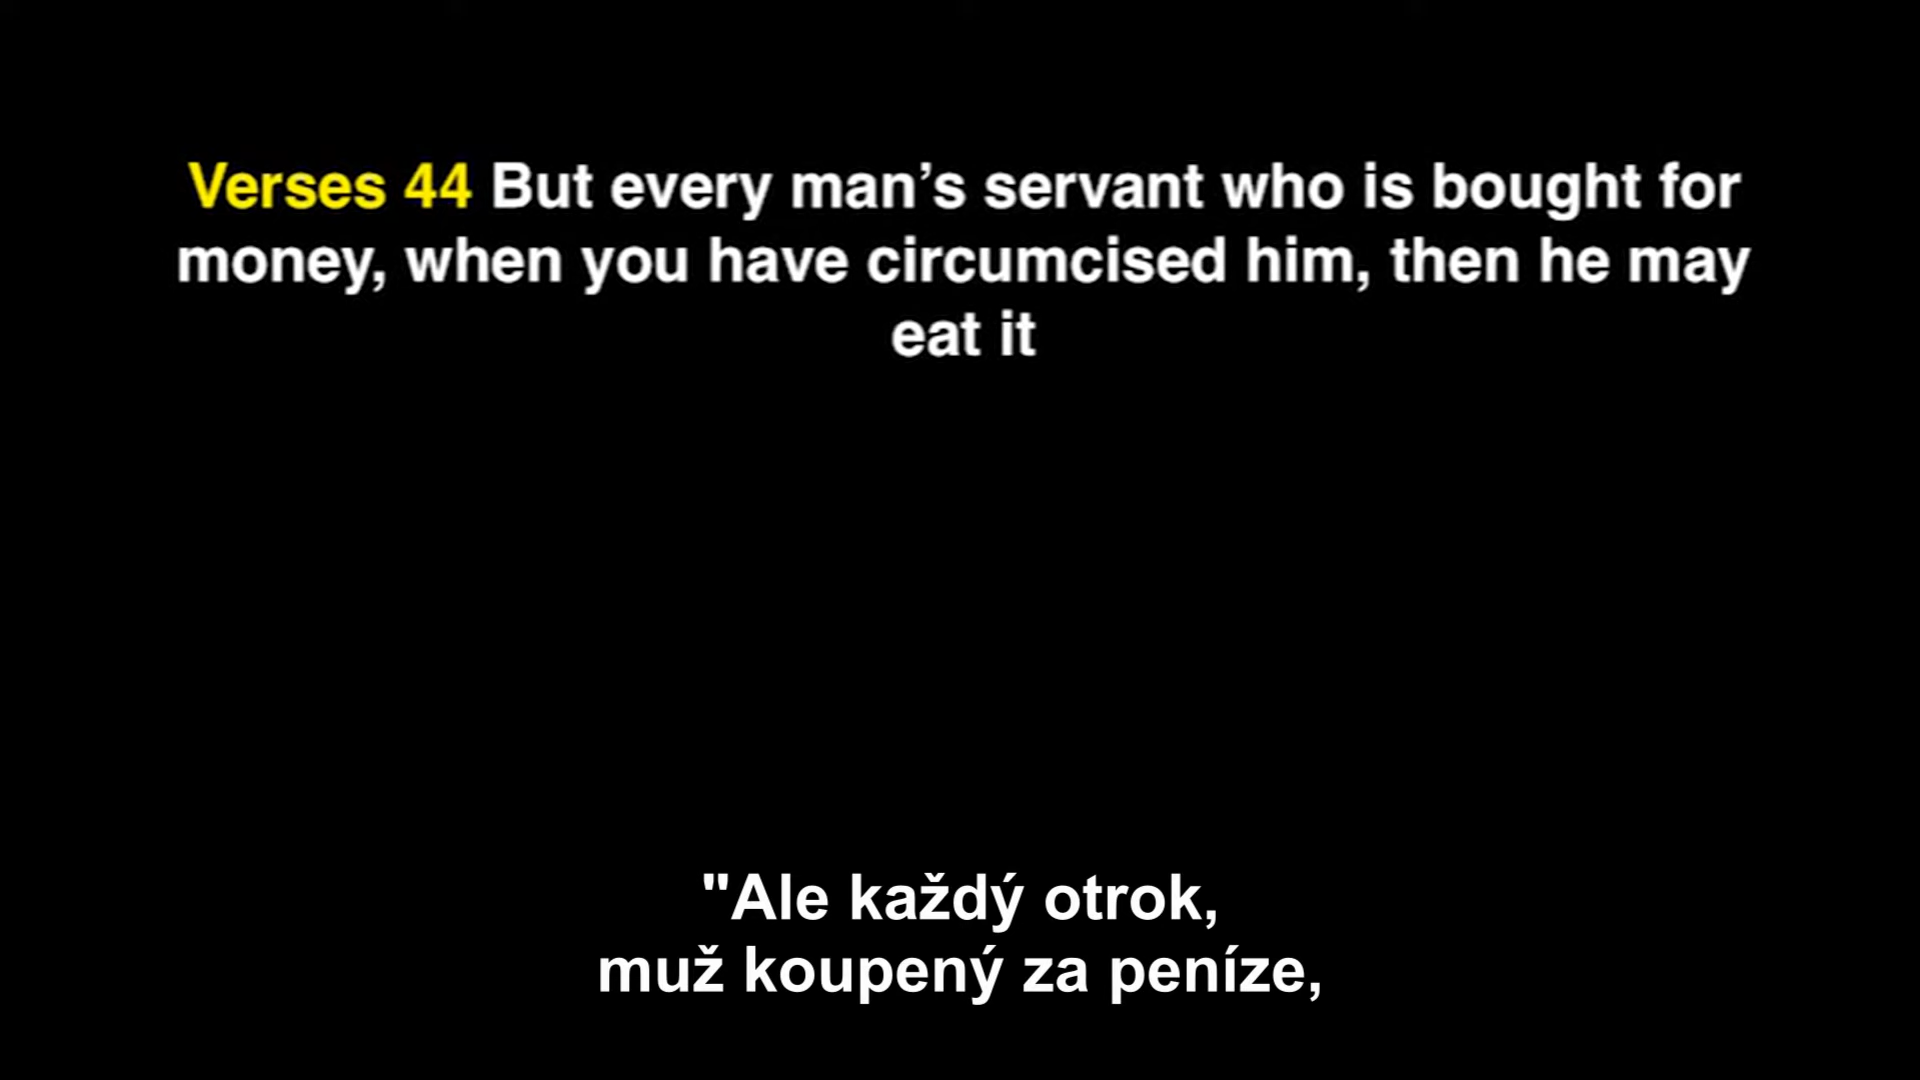 Verses 44 But every man’s servant who is bought for
money, when you have circumcised him, then he may
eat it
"Ale každý otrok,
muž koupený za peníze,